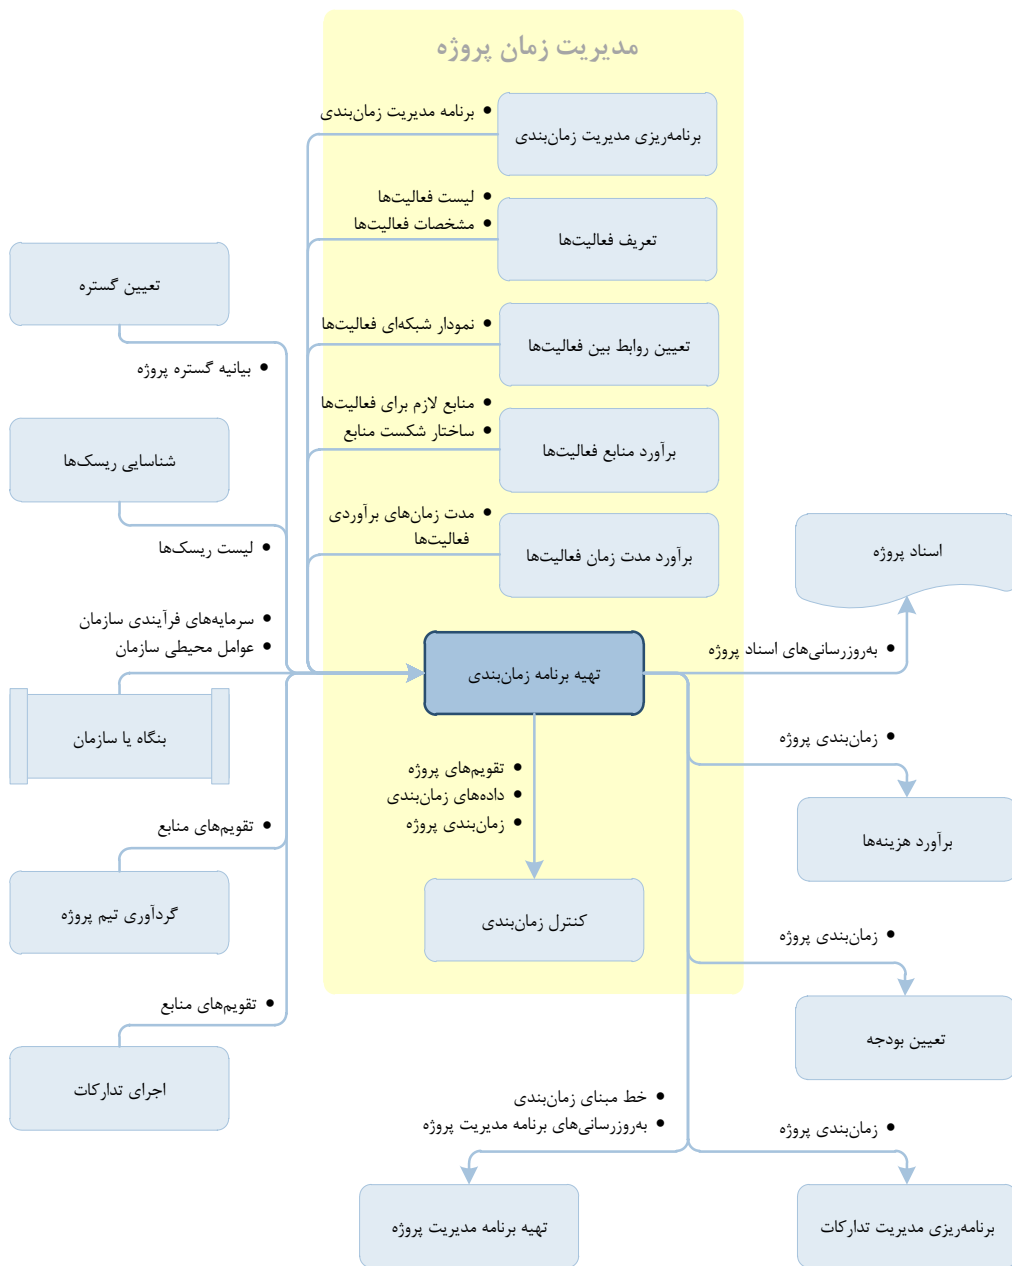 مدیریت زمان پروژه
• برنامه مدیریت زمان‌بندی
برنامه‌ریزی مدیریت زمان‌بندی
• لیست فعالیت‌ها
• مشخصات فعالیت‌ها
تعریف فعالیت‌ها
• نمودار شبکه‌ای فعالیت‌ها
تعیین روابط بین فعالیت‌ها
• منابع لازم برای فعالیت‌ها
• ساختار شکست منابع
برآورد منابع فعالیت‌ها
• مدت زمان‌های برآوردی
فعالیت‌ها
برآورد مدت زمان فعالیت‌ها
تعیین گستره
• بیانیه گستره پروژه
شناسایی ریسک‌ها
• لیست ریسک‌ها
• سرمایه‌های فرآیندی سازمان
• عوامل محیطی سازمان
بنگاه یا سازمان
• تقویم‌های منابع
گردآوری تیم پروژه
• تقویم‌های منابع
اجرای تدارکات
تهیه برنامه زمان‌بندی
• تقویم‌های پروژه
• داده‌های زمان‌بندی
• زمان‌بندی پروژه
کنترل زمان‌بندی
اسناد پروژه
• به‌روزرسانی‌های اسناد پروژه
• زمان‌بندی پروژه
برآورد هزینه‌ها
• زمان‌بندی پروژه
تعیین بودجه
• زمان‌بندی پروژه
برنامه‌ریزی مدیریت تدارکات
• خط مبنای زمان‌بندی
• به‌روزرسانی‌های برنامه مدیریت پروژه
تهیه برنامه مدیریت پروژه